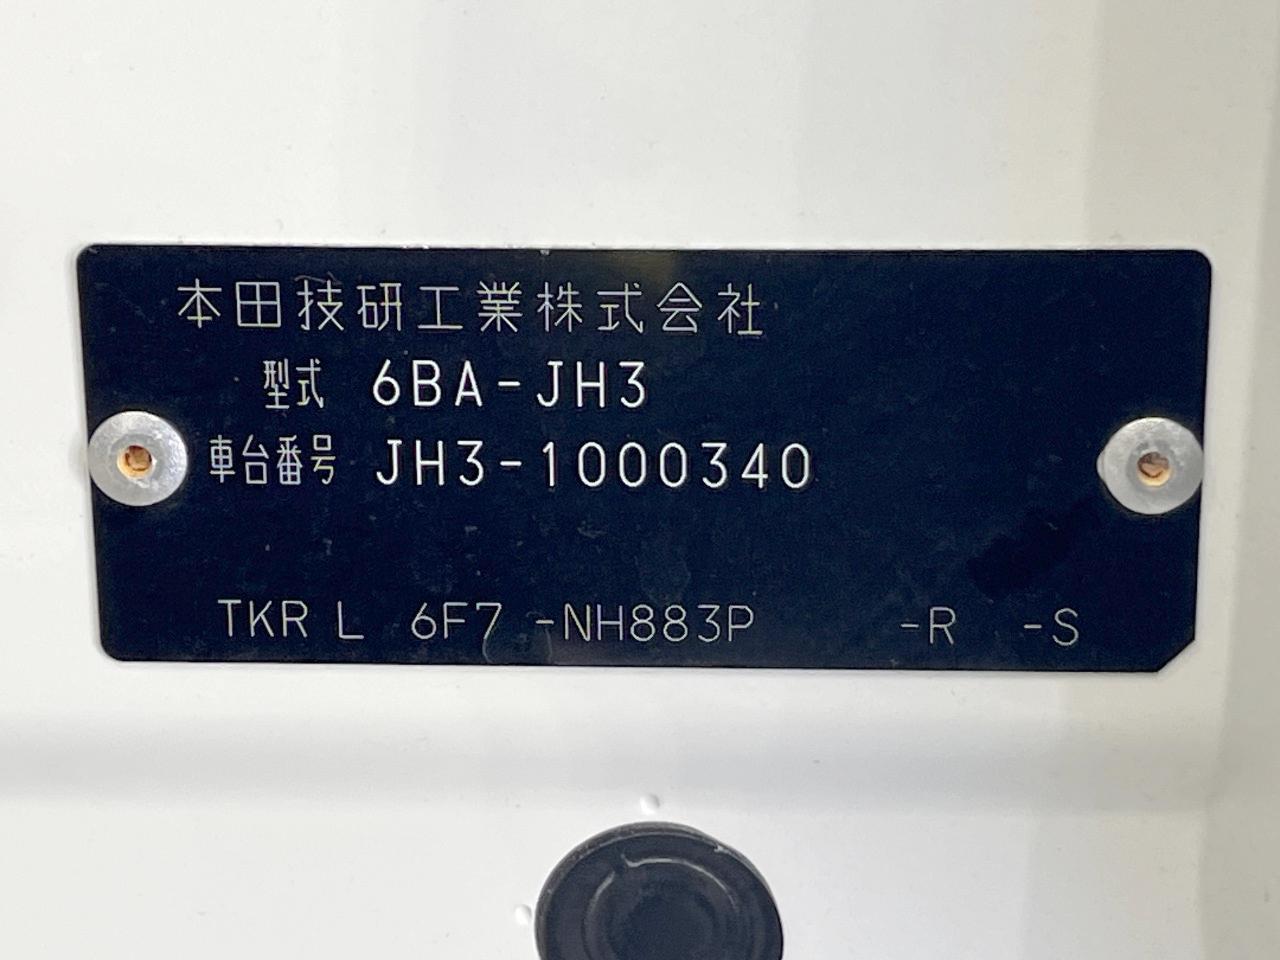 本田技研工業株式会社
型式 6BA-JH3
車台番号 JH3-1000340
TKR L 6F7 -NH883P -R -S